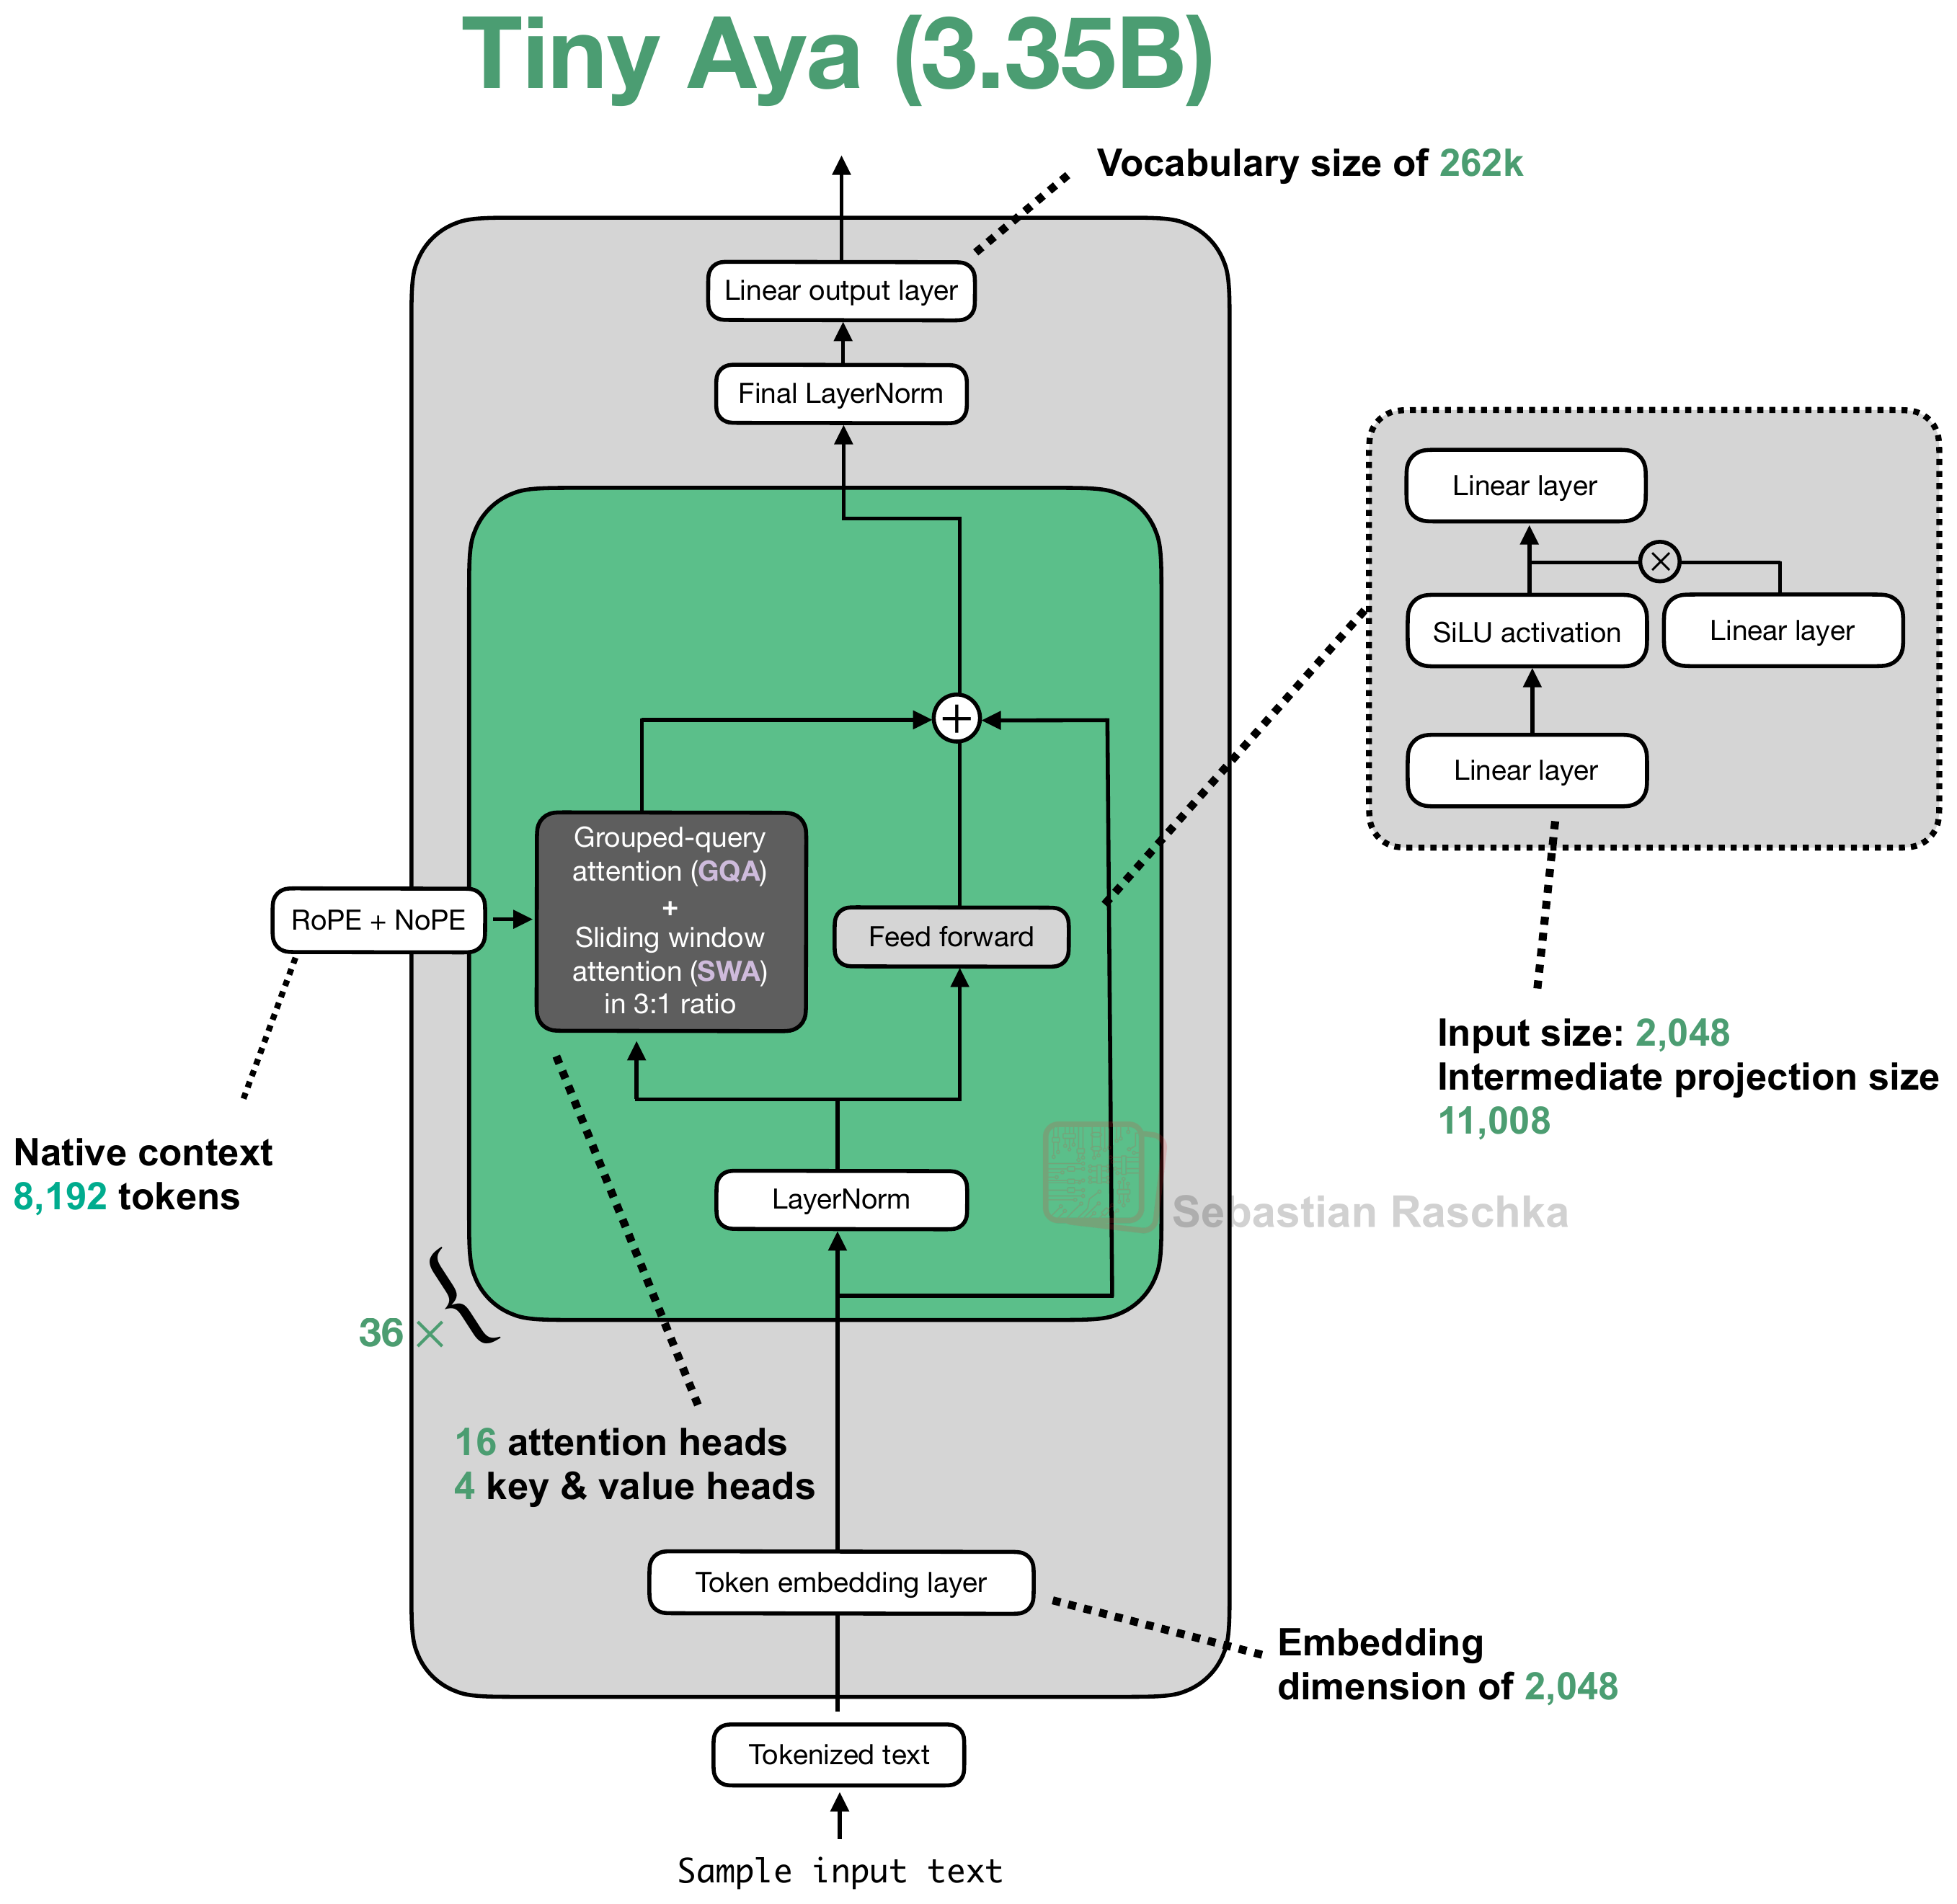 Tiny Aya (3.35B)
Vocabulary size of 262k
Linear output layer
Final LayerNorm
Linear layer
SiLU activation
Linear layer
Linear layer
Grouped-query
attention (GQA)
+
Sliding window
attention (SWA)
in 3:1 ratio
RoPE + NoPE
Feed forward
Input size: 2,048
Intermediate projection size
11,008
Native context
8,192 tokens
LayerNorm
Sebastian Raschka
36 ×
16 attention heads
4 key & value heads
Token embedding layer
Embedding
dimension of 2,048
Tokenized text
Sample input text